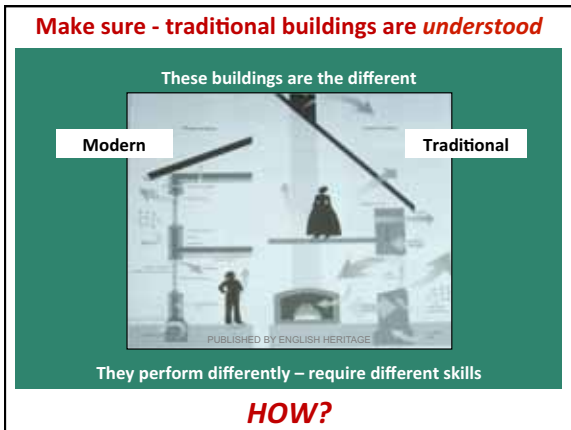 Make sure - traditional buildings are understood
These buildings are the different
Modern
Traditional
PUBLISHED BY ENGLISH HERITAGE
They perform differently – require different skills
HOW?